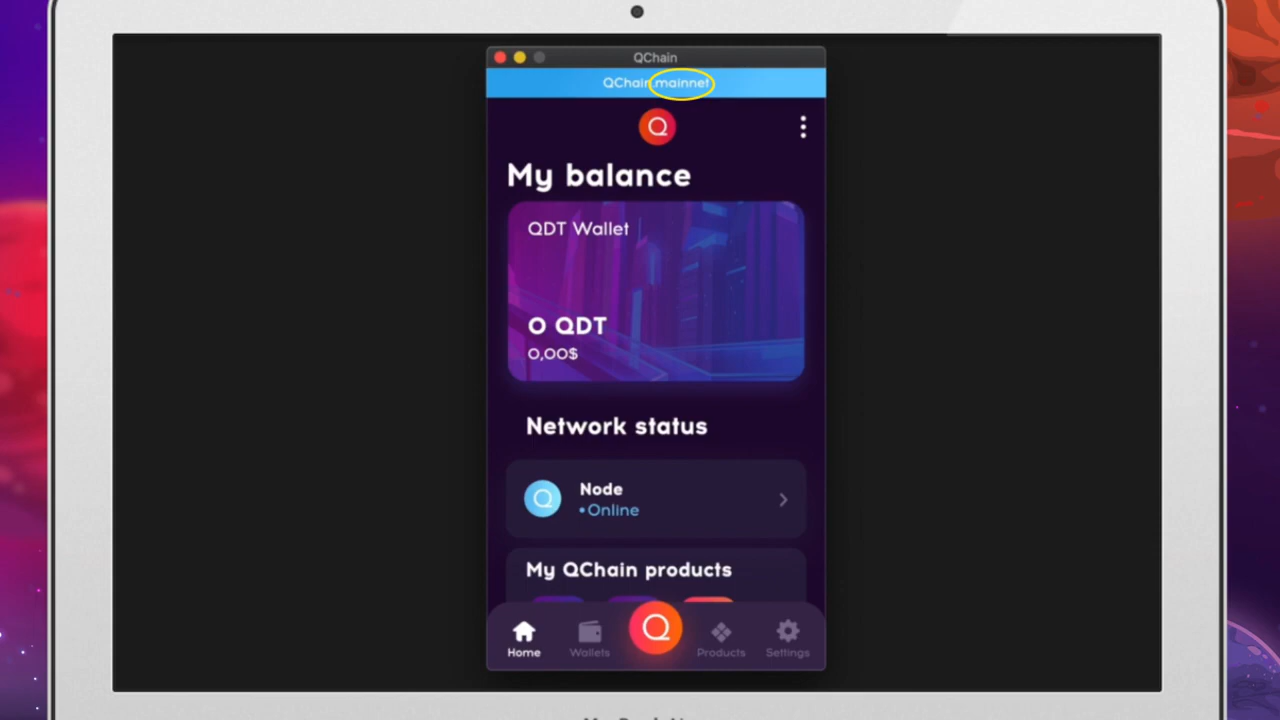 QChain
QChain.mainnet
Q
My balance
QDT Wallet
0 QDT
0,00$
Network status
Q
Node
•Online
My QChain products
Q
Home
Wallets
Products
Settings